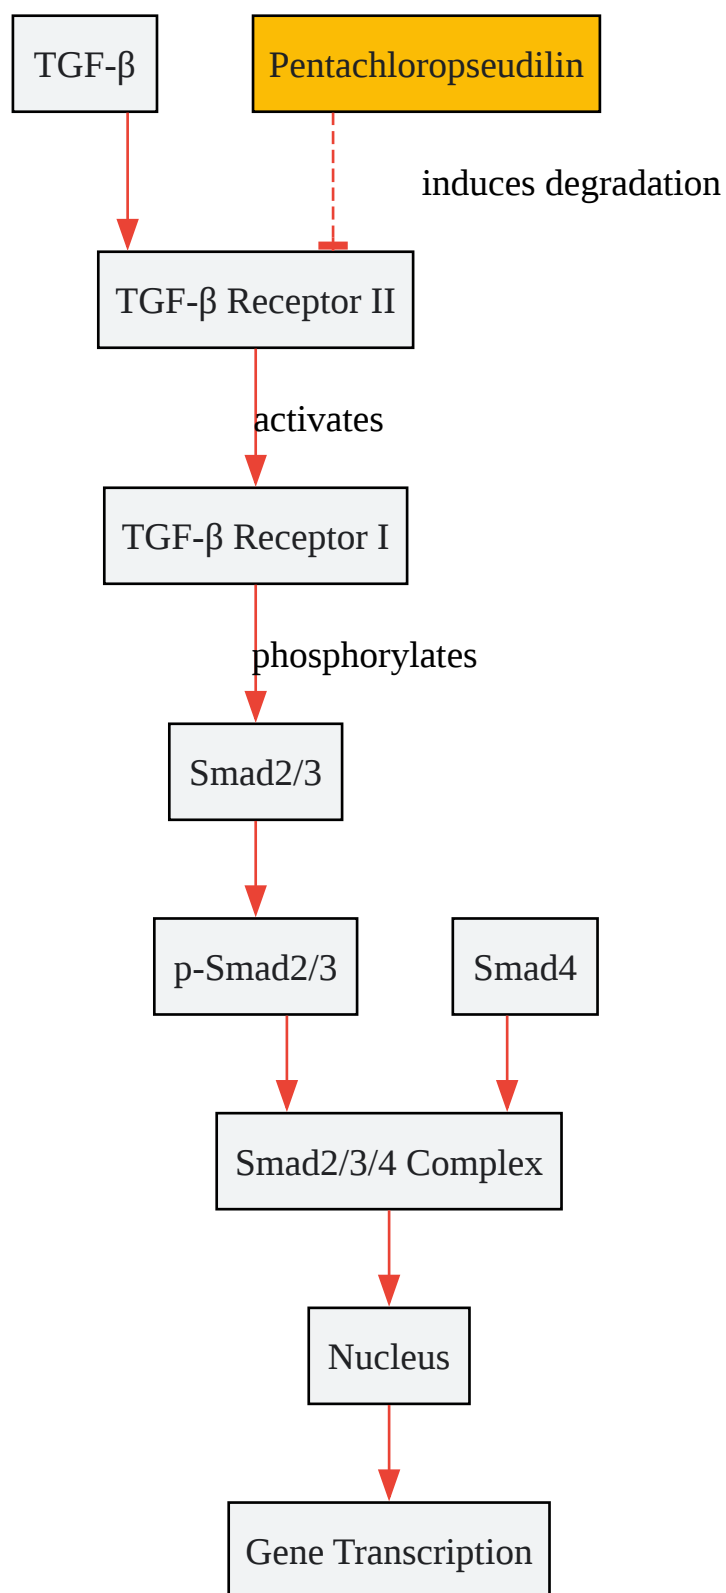 TGF-β
Pentachloropseudilin
induces degradation
TGF-β Receptor II
activates
TGF-β Receptor I
phosphorylates
Smad2/3
p-Smad2/3
Smad4
Smad2/3/4 Complex
Nucleus
Gene Transcription